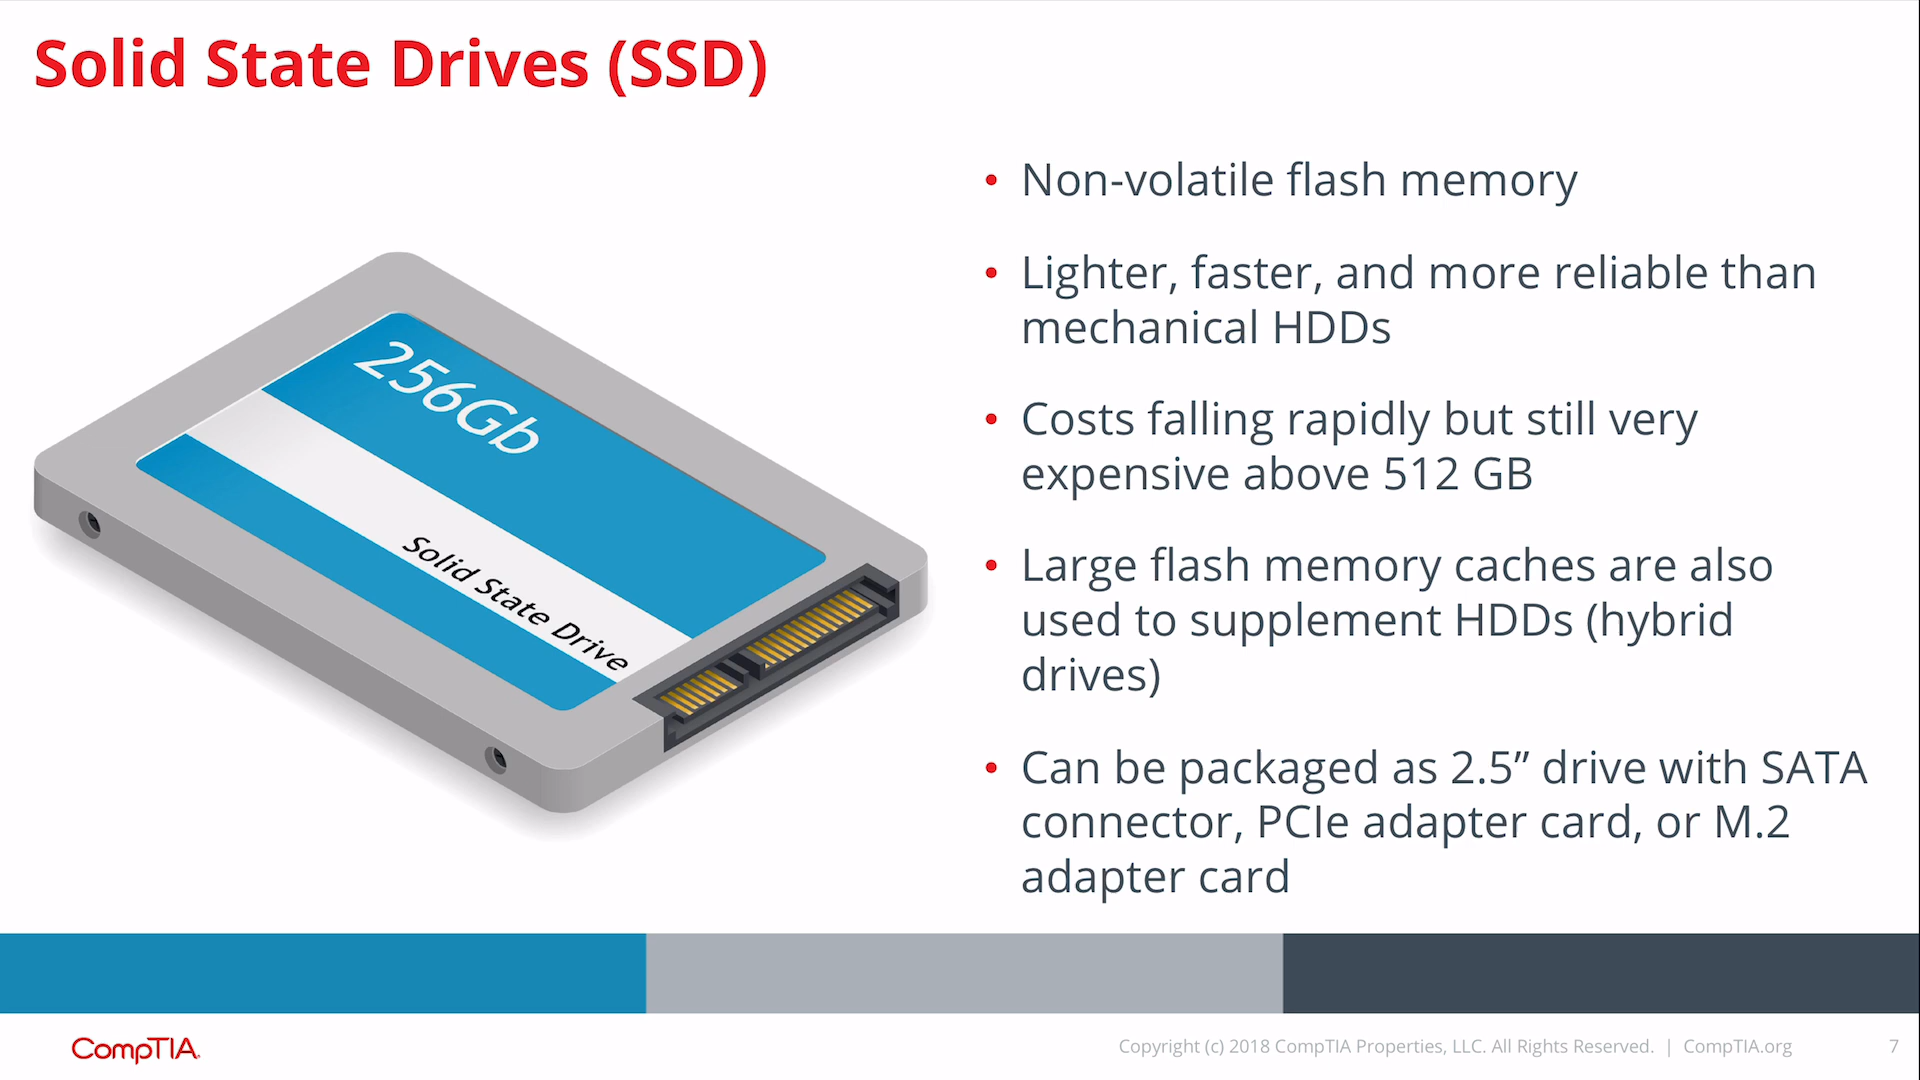 Solid State Drives (SSD)
256Gb
Solid State Drive
• Non-volatile flash memory
• Lighter, faster, and more reliable than
mechanical HDDs
• Costs falling rapidly but still very
expensive above 512 GB
• Large flash memory caches are also
used to supplement HDDs (hybrid
drives)
• Can be packaged as 2.5” drive with SATA
connector, PCIe adapter card, or M.2
adapter card
CompTIA.
Copyright (c) 2018 CompTIA Properties, LLC. All Rights Reserved. | CompTIA.org 7